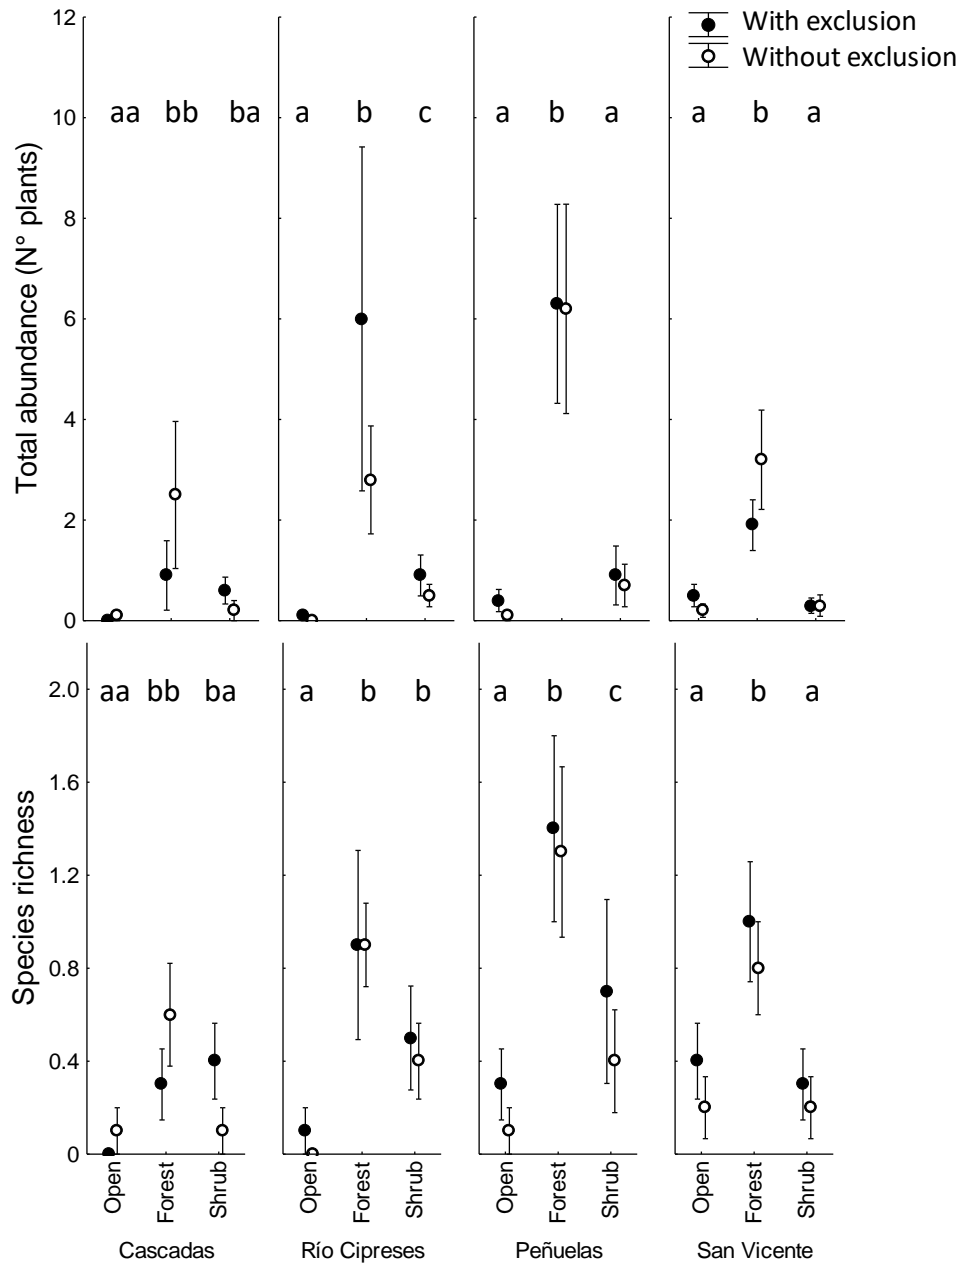 With exclusion
Without exclusion
Total abundance (N° plants)
12
10
8
6
4
2
0
aa bb ba
a b c
a b a
a b a
Species richness
2.0
1.6
1.2
0.8
0.4
0
aa bb ba
a b b
a b c
a b a
Open Forest Shrub
Open Forest Shrub
Open Forest Shrub
Open Forest Shrub
Cascadas Río Cipreses Peñuelas San Vicente